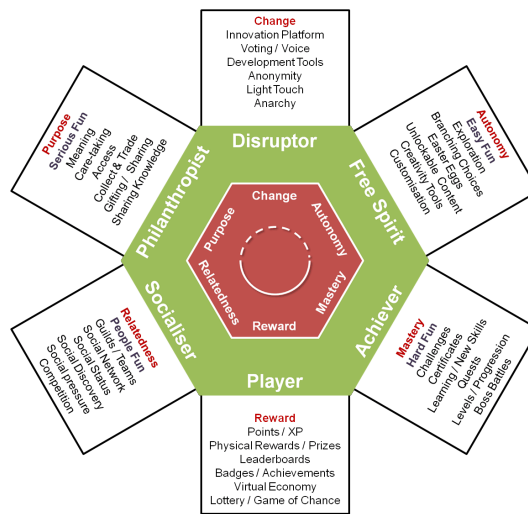 Change
Innovation Platform
Voting / Voice
Development Tools
Anonymity
Light Touch
Anarchy
Purpose
Serious Fun
Meaning
Care-taking
Access
Collect & Trade
Gifting / Sharing
Sharing Knowledge
Autonomy
Easy Fun
Exploration
Branching Choices
Easter Eggs
Unlockable Content
Creativity Tools
Customisation
Disruptor
Philanthropist
Free Spirit
Change
Purpose
Autonomy
Relatedness
Mastery
Reward
Socialiser
Achiever
Player
Relatedness
People Fun
Guilds / Teams
Social Network
Social Status
Social Discovery
Social pressure
Competition
Mastery
Hard Fun
Challenges
Certificates
Learning / New Skills
Quests
Levels / Progression
Boss Battles
Reward
Points / XP
Physical Rewards / Prizes
Leaderboards
Badges / Achievements
Virtual Economy
Lottery / Game of Chance